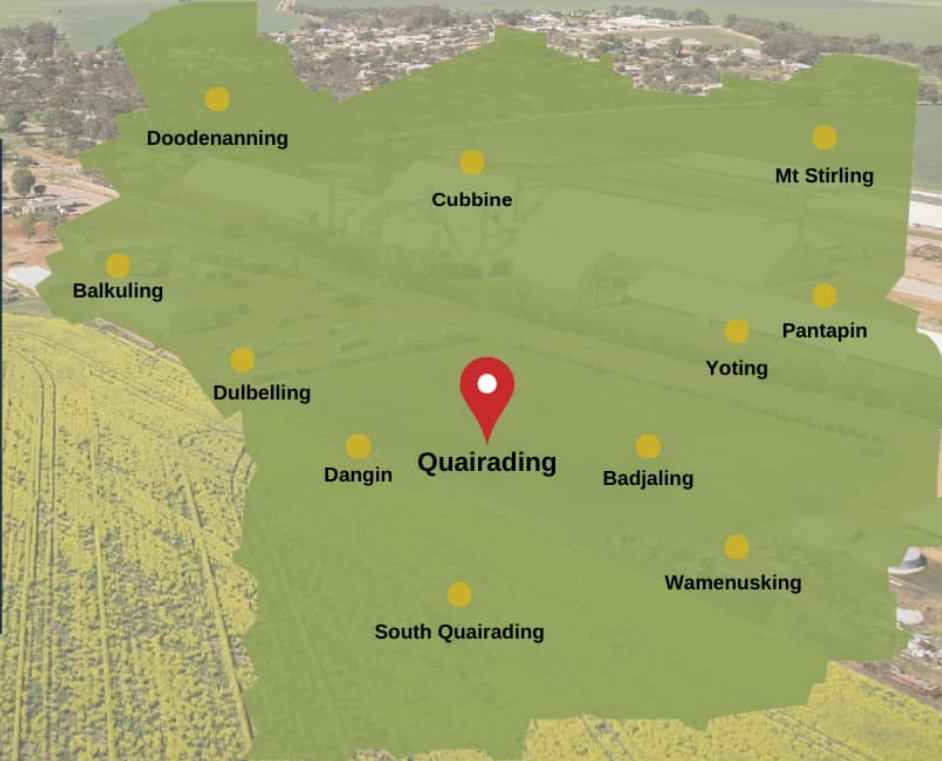 Doodenanning
Cubbine
Mt Stirling
Balkuling
Pantapin
Yoting
Dulbelling
Quairading
Dangin
Badjaling
Wamenusking
South Quairading